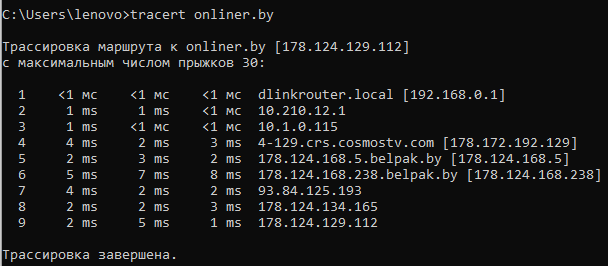 C:\Users\lenovo>tracert onliner.by
Трассировка маршрута к onliner.by [178.124.129.112]
с максимальным числом прыжков 30:
1 <1 мс <1 мс <1 мс dlinkrouter.local [192.168.0.1]
2 1 ms 1 ms <1 мс 10.210.12.1
3 1 ms <1 мс <1 мс 10.1.0.115
4 4 ms 2 ms 3 ms 4-129.crs.cosmostv.com [178.172.192.129]
5 2 ms 3 ms 2 ms 178.124.168.5.belpak.by [178.124.168.5]
6 5 ms 7 ms 8 ms 178.124.168.238.belpak.by [178.124.168.238]
7 4 ms 2 ms 2 ms 93.84.125.193
8 2 ms 2 ms 3 ms 178.124.134.165
9 2 ms 5 ms 1 ms 178.124.129.112
Трассировка завершена.